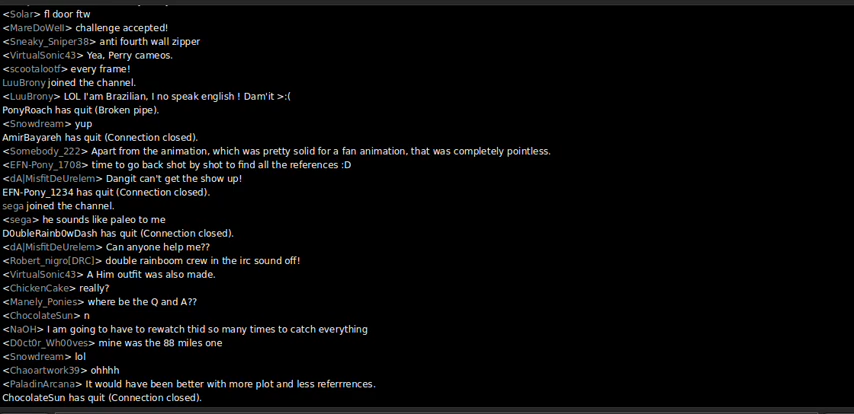 <Solar> fl door ftw
<MareDoWell> challenge accepted!
<Sneaky_Sniper38> anti fourth wall zipper
<VirtualSonic43> Yea, Perry cameos.
<scootalootf> every frame!
LuuBrony joined the channel.
<LuuBrony> LOL I'am Brazilian, I no speak english ! Dam'it >:(
PonyRoach has quit (Broken pipe).
<Snowdream> yup
AmirBayareh has quit (Connection closed).
<Somebody_222> Apart from the animation, which was pretty solid for a fan animation, that was completely pointless.
<EFN-Pony_1708> time to go back shot by shot to find all the references :D
<dA|MisfitDeUrelem> Dangit can't get the show up!
EFN-Pony_1234 has quit (Connection closed).
sega joined the channel.
<sega> he sounds like paleo to me
D0ubleRainb0wDash has quit (Connection closed).
<dA|MisfitDeUrelem> Can anyone help me??
<Robert_nigro[DRC]> double rainboom crew in the irc sound off!
<VirtualSonic43> A Him outfit was also made.
<ChickenCake> really?
<Manely_Ponies> where be the Q and A??
<ChocolateSun> n
<NaOH> I am going to have to rewatch thid so many times to catch everything
<D0ct0r_Wh00ves> mine was the 88 miles one
<Snowdream> lol
<Chaoartwork39> ohhhh
<PaladinArcana> It would have been better with more plot and less referrrences.
ChocolateSun has quit (Connection closed).